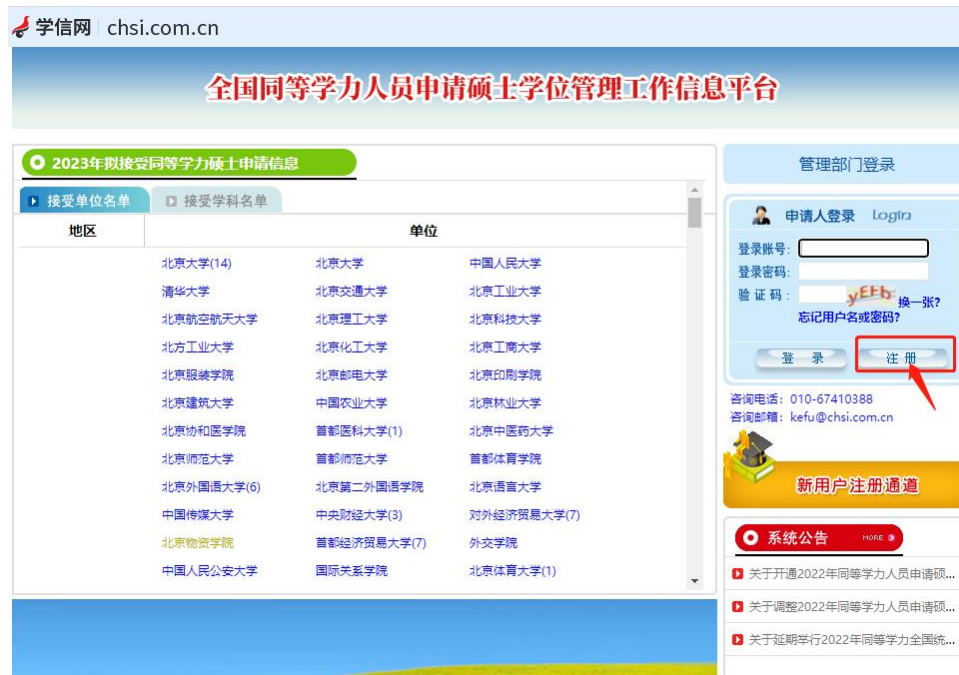 学信网 chsi.com.cn
全国同等学力人员申请硕士学位管理工作信息平台
2023年拟接受同等学力硕士申请信息
接受单位名单 接受学科名单
地区 单位
北京大学(14) 北京大学 中国人民大学
清华大学 北京交通大学 北京工业大学
北京航空航天大学 北京理工大学 北京科技大学
北方工业大学 北京化工大学 北京工商大学
北京服装学院 北京邮电大学 北京印刷学院
北京建筑大学 中国农业大学 北京林业大学
北京协和医学院 首都医科大学(1) 北京中医药大学
北京师范大学 首都师范大学 首都体育学院
北京外国语大学(6) 北京第二外国语学院 北京语言大学
中国传媒大学 中央财经大学(3) 对外经济贸易大学(7)
北京物资学院 首都经济贸易大学(7) 外交学院
中国人民公安大学 国际关系学院 北京体育大学(1)
管理部门登录
申请人登录 Login
登录账号:
登录密码:
验证码: yEFb 换一张?
忘记用户名或密码?
登 录 注 册
咨询电话: 010-67410388
咨询邮箱: kefu@chsi.com.cn
新用户注册通道
系统公告 MORE
关于开通2022年同等学力人员申请硕...
关于调整2022年同等学力人员申请硕...
关于延期举行2022年同等学力全国统...